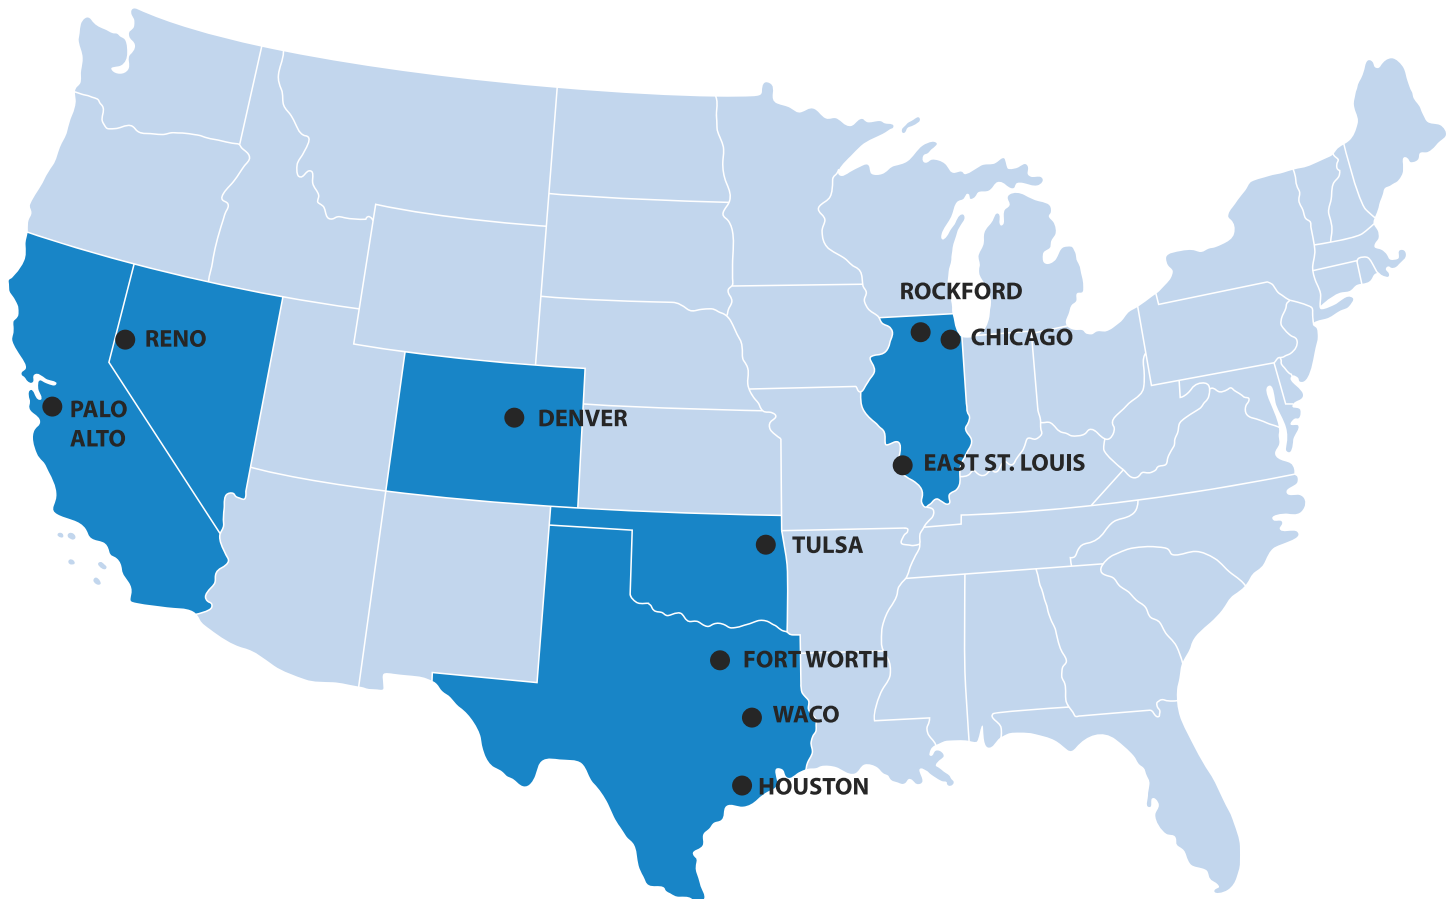 ROCKFORD
RENO
CHICAGO
PALO
ALTO
DENVER
EAST ST. LOUIS
TULSA
FORT WORTH
WACO
HOUSTON